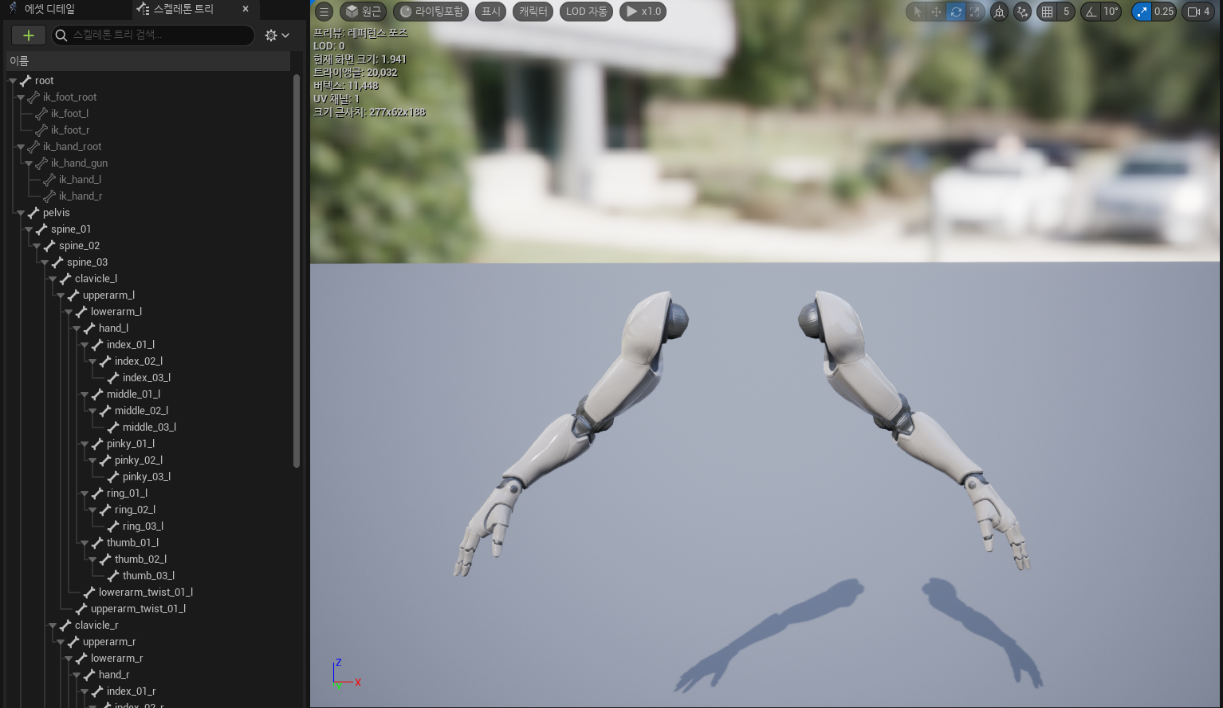 에셋 디테일
스켈레톤 트리
x
스켈레톤 트리 검색...
이름
root
ik_foot_root
ik_foot_l
ik_foot_r
ik_hand_root
ik_hand_gun
ik_hand_l
ik_hand_r
pelvis
spine_01
spine_02
spine_03
clavicle_l
upperarm_l
lowerarm_l
hand_l
index_01_l
index_02_l
index_03_l
middle_01_l
middle_02_l
middle_03_l
pinky_01_l
pinky_02_l
pinky_03_l
ring_01_l
ring_02_l
ring_03_l
thumb_01_l
thumb_02_l
thumb_03_l
lowerarm_twist_01_l
upperarm_twist_01_l
clavicle_r
upperarm_r
lowerarm_r
hand_r
index_01_r
index_02_r
원근 라이팅포함 표시 캐릭터 LOD 자동 x1.0 5 10° 0.25 4
프리뷰: 레퍼런스 포즈
LOD: 0
현재 화면 크기: 1.941
트라이앵글: 20,032
버텍스: 11,448
UV 채널: 1
크기 근사치: 277x62x188
Z
X